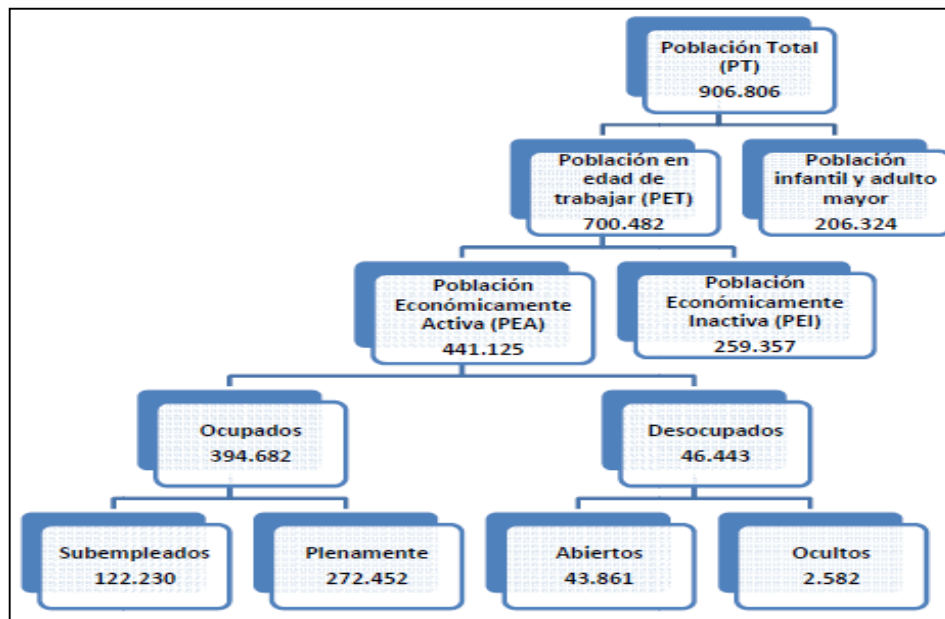 Población Total
(PT)
906.806
Población en
edad de
trabajar (PET)
700.482
Población
infantil y adulto
mayor
206.324
Población
Económicamente
Activa (PEA)
441.125
Población
Económicamente
Inactiva (PEI)
259.357
Ocupados
394.682
Desocupados
46.443
Subempleados
122.230
Plenamente
272.452
Abiertos
43.861
Ocultos
2.582